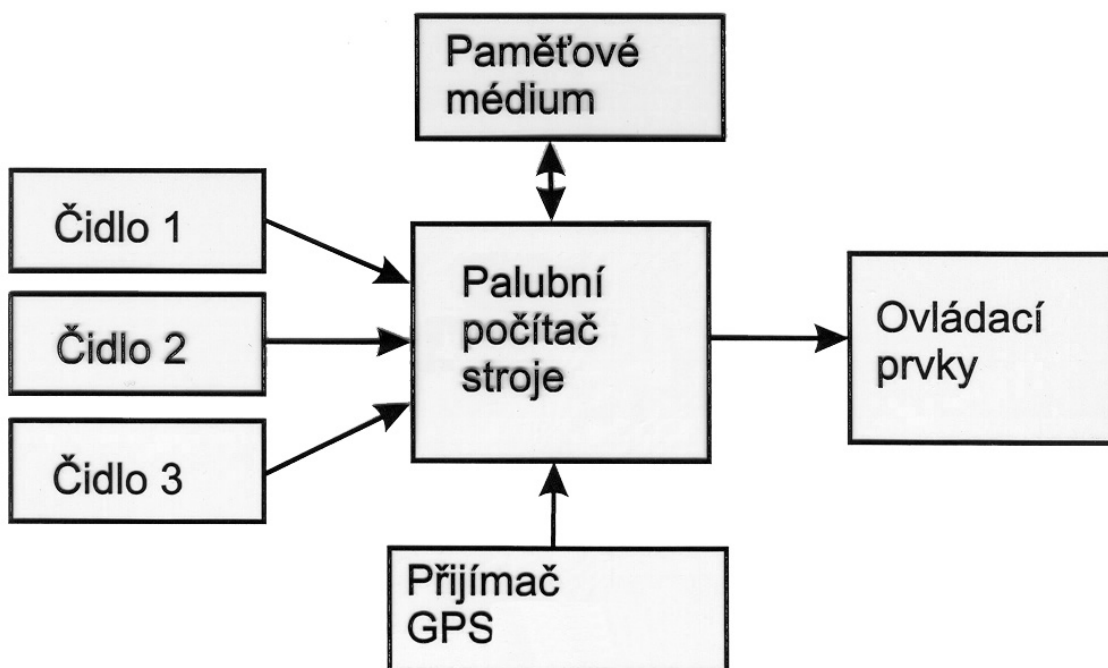 Paměťové
médium
Čidlo 1
Čidlo 2
Čidlo 3
Palubní
počítač
stroje
Ovládací
prvky
Přijímač
GPS